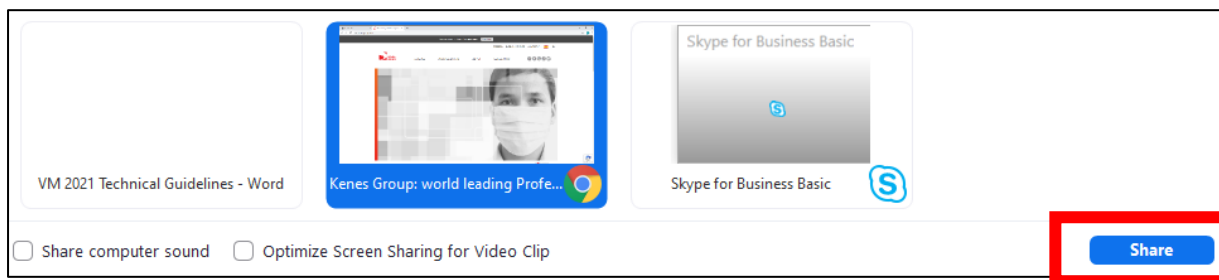 Skype for Business Basic
VM 2021 Technical Guidelines - Word
Kenes Group: world leading Profe...
Skype for Business Basic
Share computer sound
Optimize Screen Sharing for Video Clip
Share